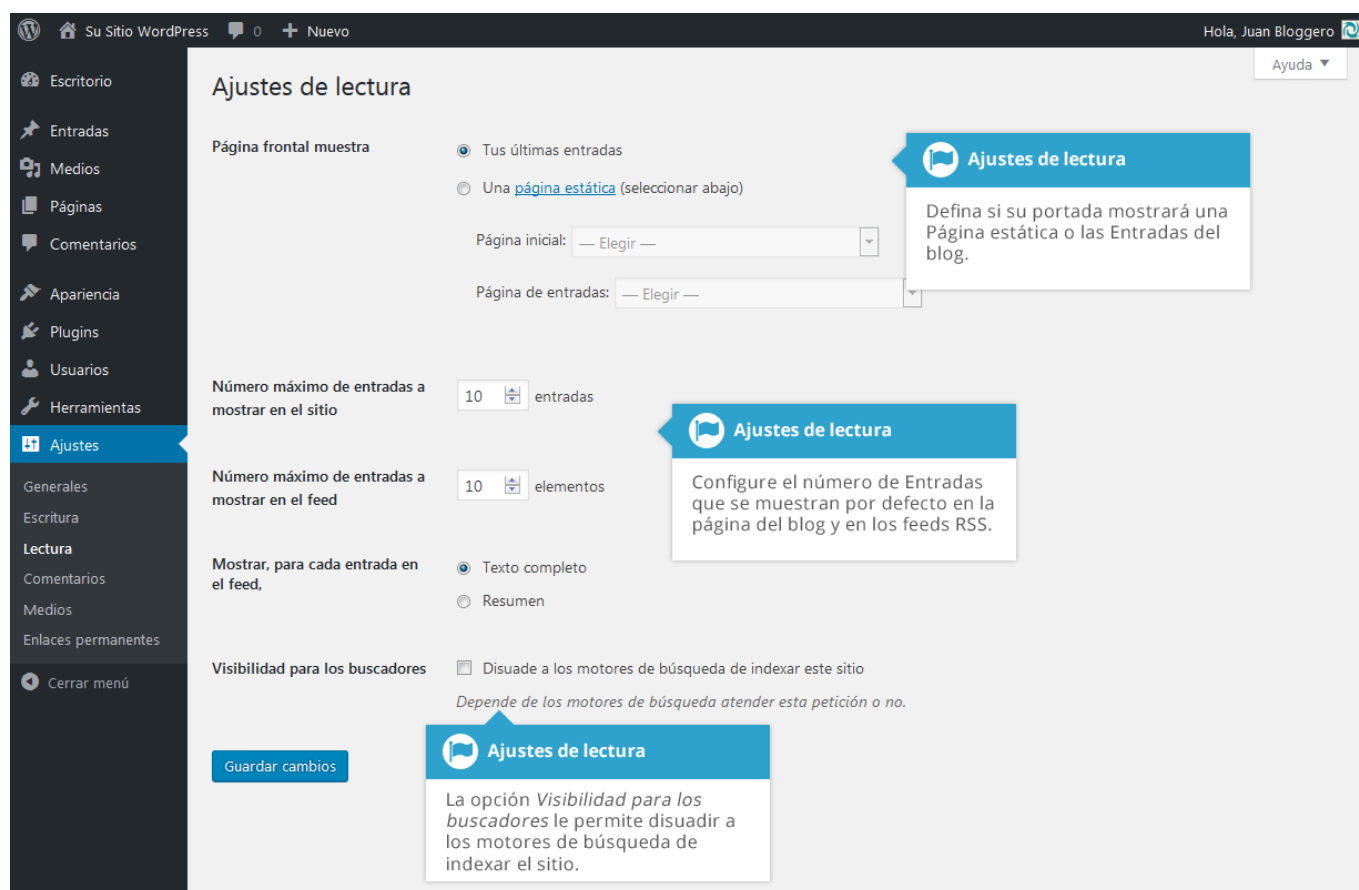 Su Sitio WordPress 0 + Nuevo
Hola, Juan Bloggero
Ayuda ▼
Escritorio
Entradas
Medios
Páginas
Comentarios
Apariencia
Plugins
Usuarios
Herramientas
Ajustes
Generales
Escritura
Lectura
Comentarios
Medios
Enlaces permanentes
Cerrar menú
Ajustes de lectura
Página frontal muestra
Tus últimas entradas
Una página estática (seleccionar abajo)
Página inicial: — Elegir —
Página de entradas: — Elegir —
Ajustes de lectura
Defina si su portada mostrará una
Página estática o las Entradas del
blog.
Número máximo de entradas a
mostrar en el sitio
10 entradas
Número máximo de entradas a
mostrar en el feed
10 elementos
Ajustes de lectura
Configure el número de Entradas
que se muestran por defecto en la
página del blog y en los feeds RSS.
Mostrar, para cada entrada en
el feed,
Texto completo
Resumen
Visibilidad para los buscadores
Disuade a los motores de búsqueda de indexar este sitio
Depende de los motores de búsqueda atender esta petición o no.
Guardar cambios
Ajustes de lectura
La opción Visibilidad para los
buscadores le permite disuadir a
los motores de búsqueda de
indexar el sitio.